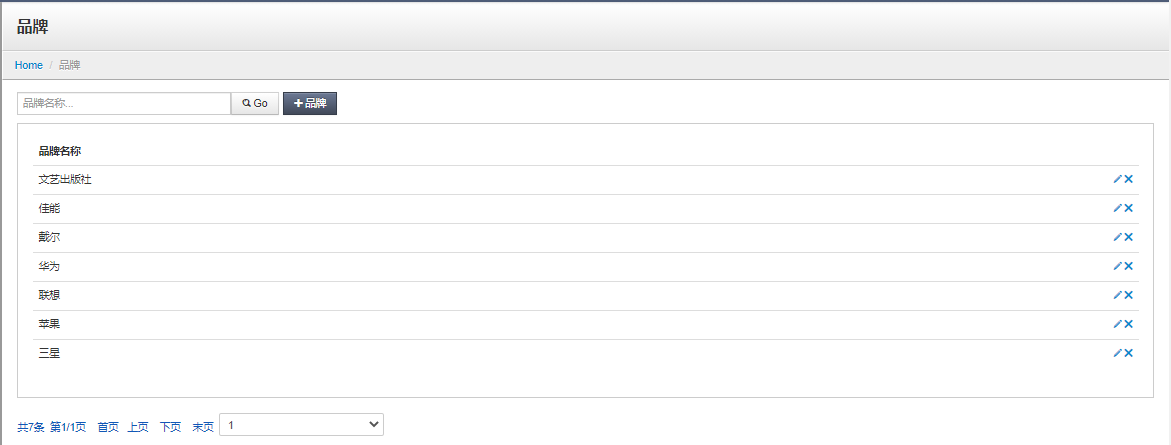 品牌
Home / 品牌
品牌名称... Go 品牌
品牌名称
文艺出版社
佳能
戴尔
华为
联想
苹果
三星
共7条 第1/1页 首页 上页 下页 末页 1